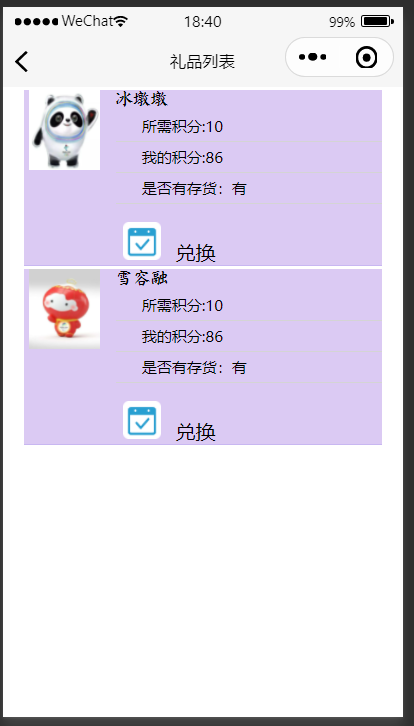 WeChat 18:40 99%
礼品列表
冰墩墩
所需积分:10
我的积分:86
是否有存货：有
兑换
雪容融
所需积分:10
我的积分:86
是否有存货：有
兑换